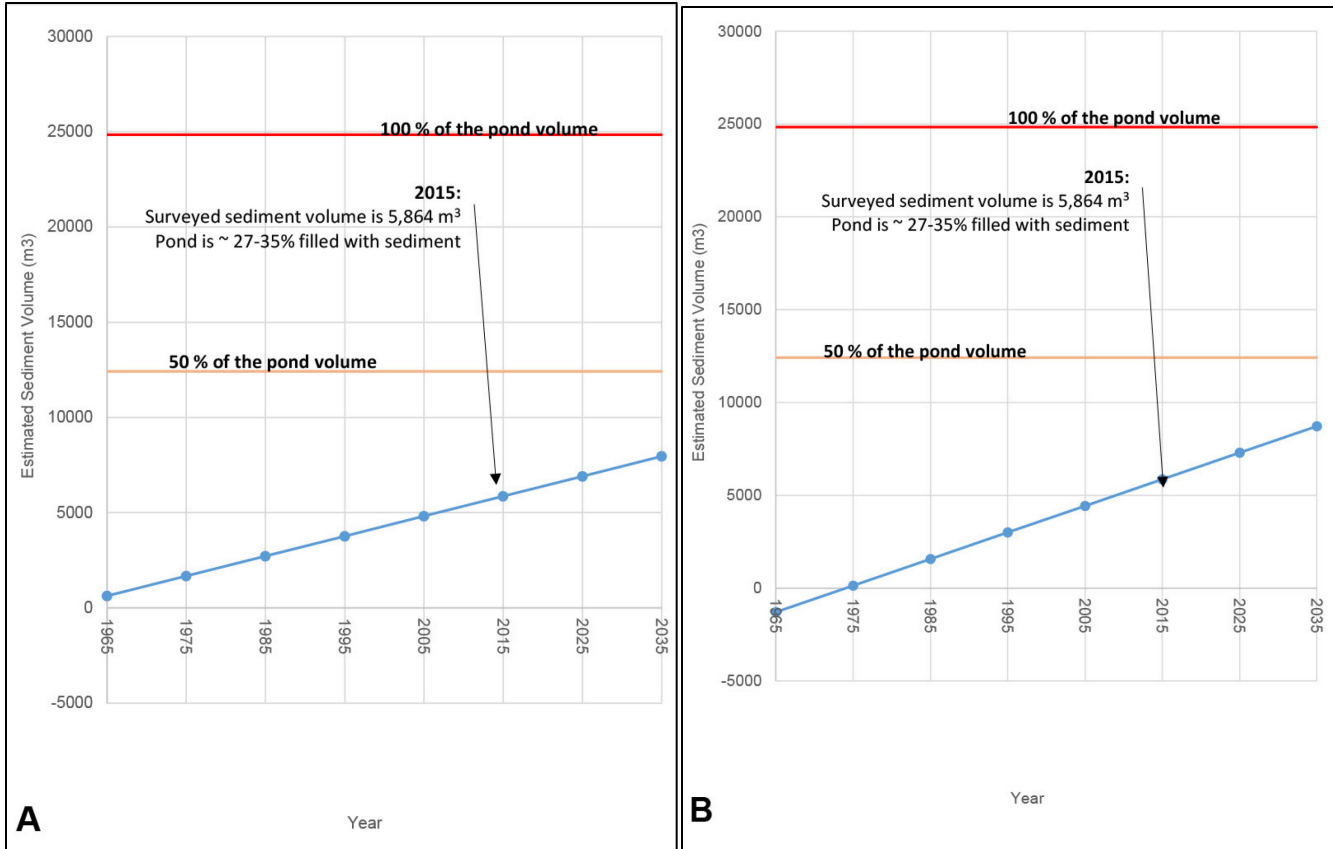 30000
25000
20000
15000
10000
5000
0
-5000
Estimated Sediment Volume (m3)
100 % of the pond volume
2015:
Surveyed sediment volume is 5,864 m³
Pond is ~ 27-35% filled with sediment
50 % of the pond volume
1965
1975
1985
1995
2005
2015
2025
2035
Year
A
30000
25000
20000
15000
10000
5000
0
-5000
Estimated Sediment Volume (m3)
100 % of the pond volume
2015:
Surveyed sediment volume is 5,864 m³
Pond is ~ 27-35% filled with sediment
50 % of the pond volume
1965
1975
1985
1995
2005
2015
2025
2035
Year
B